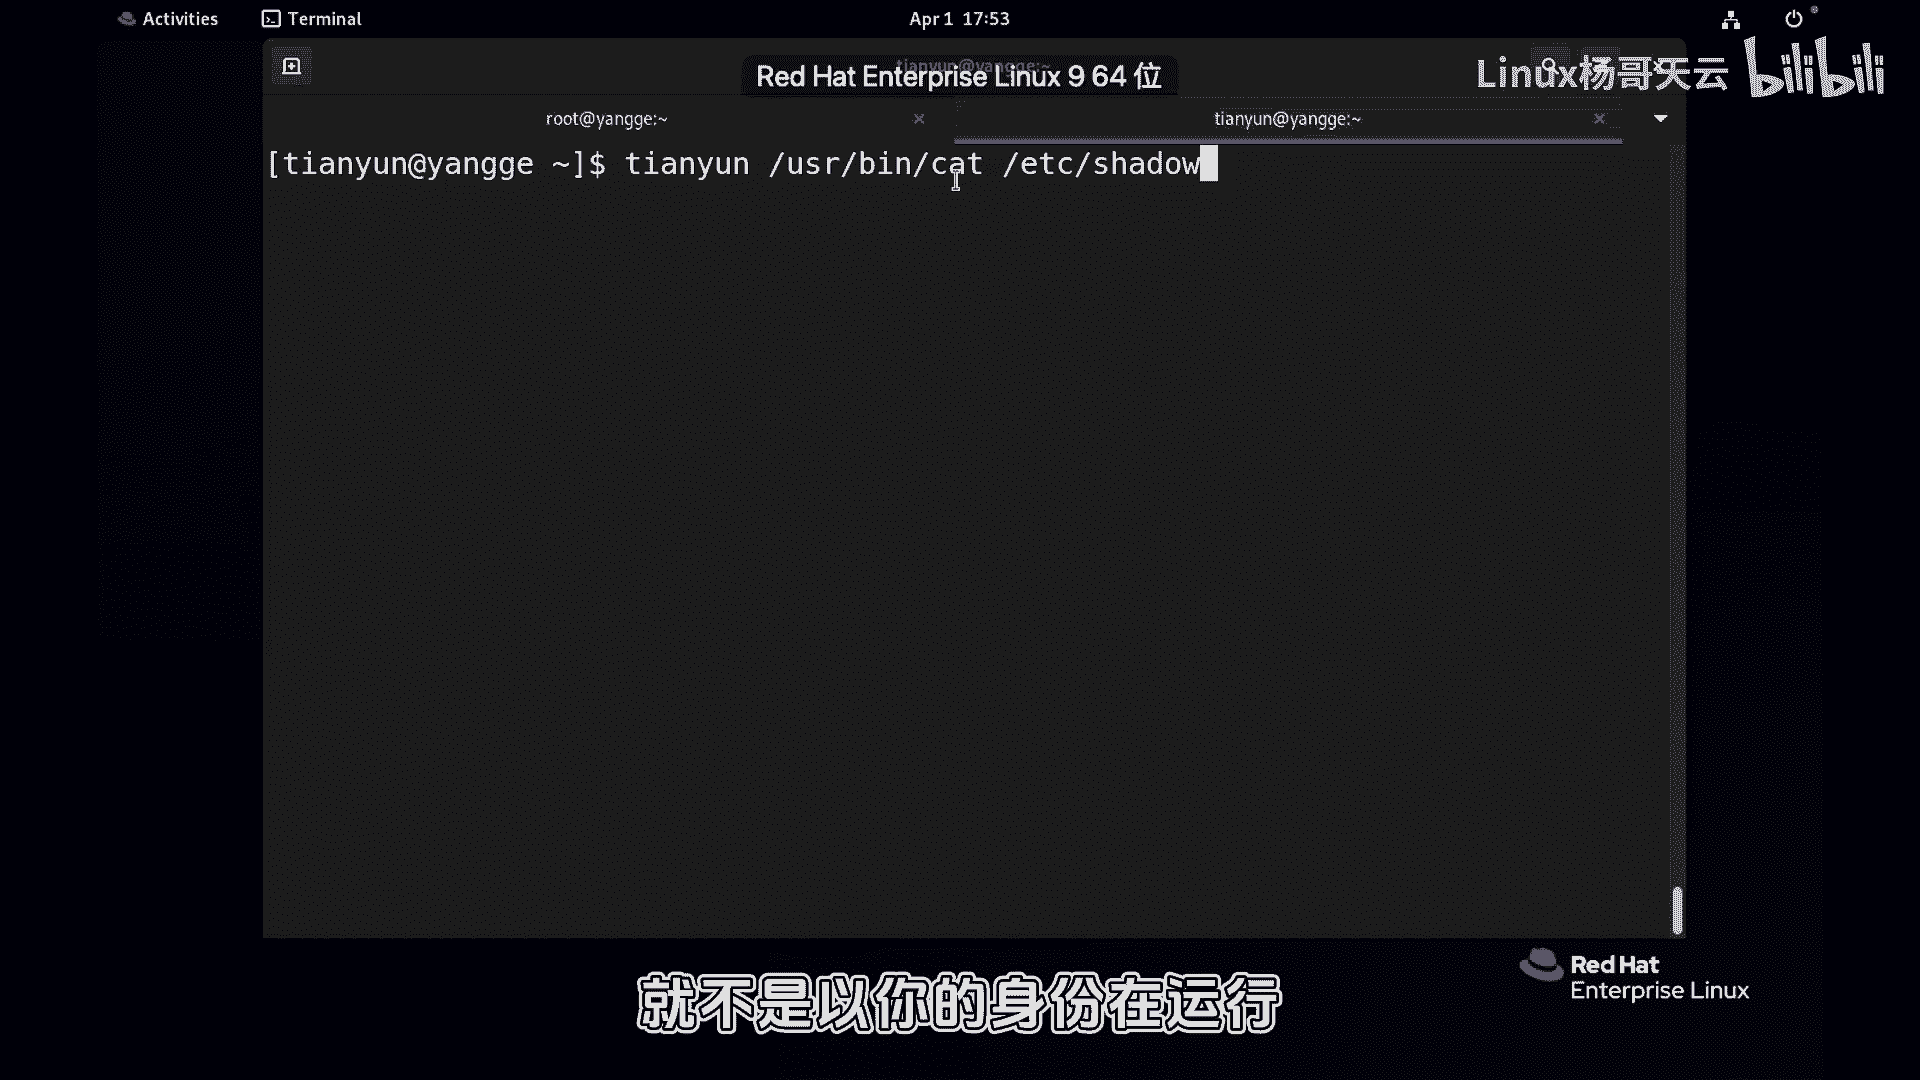 Activities
Terminal
Apr 1 17:53
tianyun@yangge:~
Red Hat Enterprise Linux 9 64 位
Linux杨哥天云 bilibili
root@yangge:~
tianyun@yangge:~
[tianyun@yangge ~]$ tianyun /usr/bin/cat /etc/shadow
Red Hat
Enterprise Linux
就不是以你的身份在运行